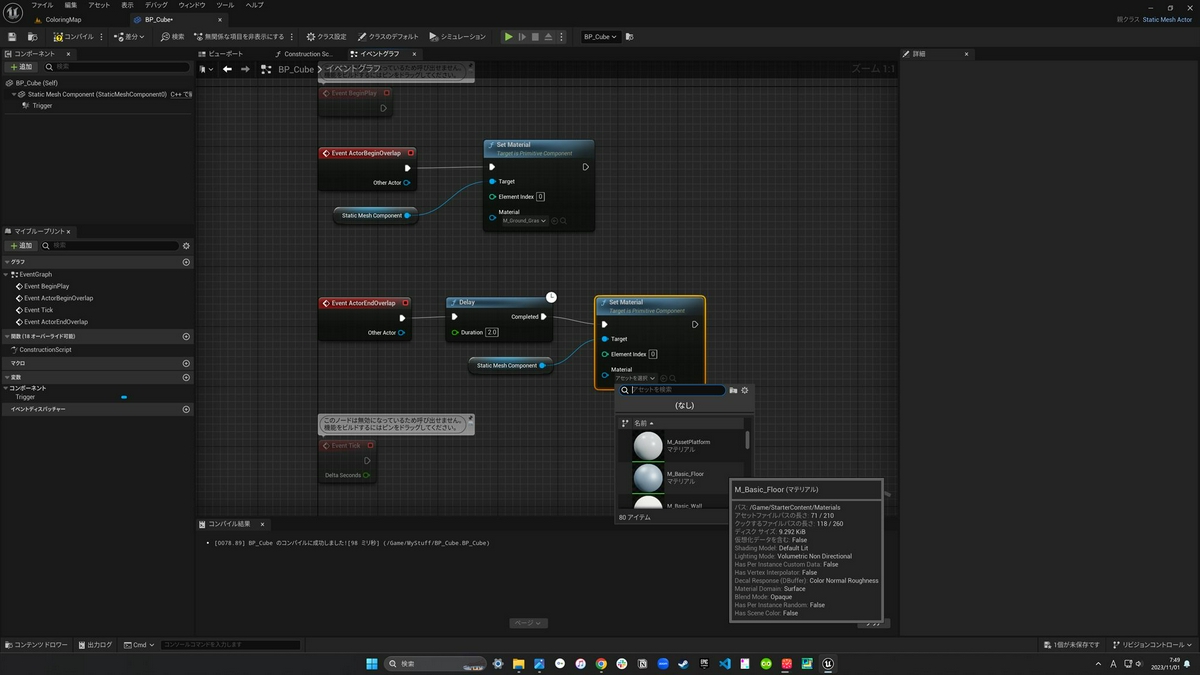 ファイル 編集 アセット 表示 デバッグ ウィンドウ ツール ヘルプ
ColoringMap
BP_Cube*
親クラス Static Mesh Actor
コンパイル 差分 検索 無関係な項目を非表示にする クラス設定 クラスのデフォルト シミュレーション BP_Cube
コンポーネント
追加 検索
BP_Cube (Self)
Static Mesh Component (StaticMeshComponent0) C++ で
Trigger
ビューポート Construction Sc... イベントグラフ
BP_Cube イベントグラフ
ズーム 1:1
Event BeginPlay
Event ActorBeginOverlap
Other Actor
Static Mesh Component
Set Material
Target is Primitive Component
Target
Element Index 0
Material
M_Ground_Gras
Event ActorEndOverlap
Other Actor
Delay
Completed
Duration 2.0
Static Mesh Component
Set Material
Target is Primitive Component
Target
Element Index 0
Material
アセットを選択
アセットを検索
(なし)
名前
M_AssetPlatform
マテリアル
M_Basic_Floor
マテリアル
M_Basic_Wall
80 アイテム
このノードは無効になっているため呼び出せません。
機能をビルドするにはピンをドラッグしてください。
Event Tick
Delta Seconds
M_Basic_Floor (マテリアル)
パス: /Game/StarterContent/Materials
アセットファイルパスの長さ: 71 / 210
クックするファイルパスの長さ: 118 / 260
ディスク サイズ: 9.292 KiB
仮想化データを含む: False
Shading Model: Default Lit
Lighting Mode: Volumetric Non Directional
Has Per Instance Custom Data: False
Has Vertex Interpolator: False
Decal Response (DBuffer): Color Normal Roughness
Material Domain: Surface
Blend Mode: Opaque
Has Per Instance Random: False
Has Scene Color: False
マイブループリント
追加 検索
グラフ
EventGraph
Event BeginPlay
Event ActorBeginOverlap
Event Tick
Event ActorEndOverlap
関数 (18 オーバーライド可能)
ConstructionScript
マクロ
変数
コンポーネント
Trigger
イベントディスパッチャー
コンパイル結果
[0078.89] BP_Cube のコンパイルに成功しました![98 ミリ秒] (/Game/MyStuff/BP_Cube.BP_Cube)
ページ
クリア
詳細
コンテンツドロワー 出力ログ Cmd コンソールコマンドを入力します
1個が未保存です リビジョンコントロール
検索
A
7:49
2023/11/01